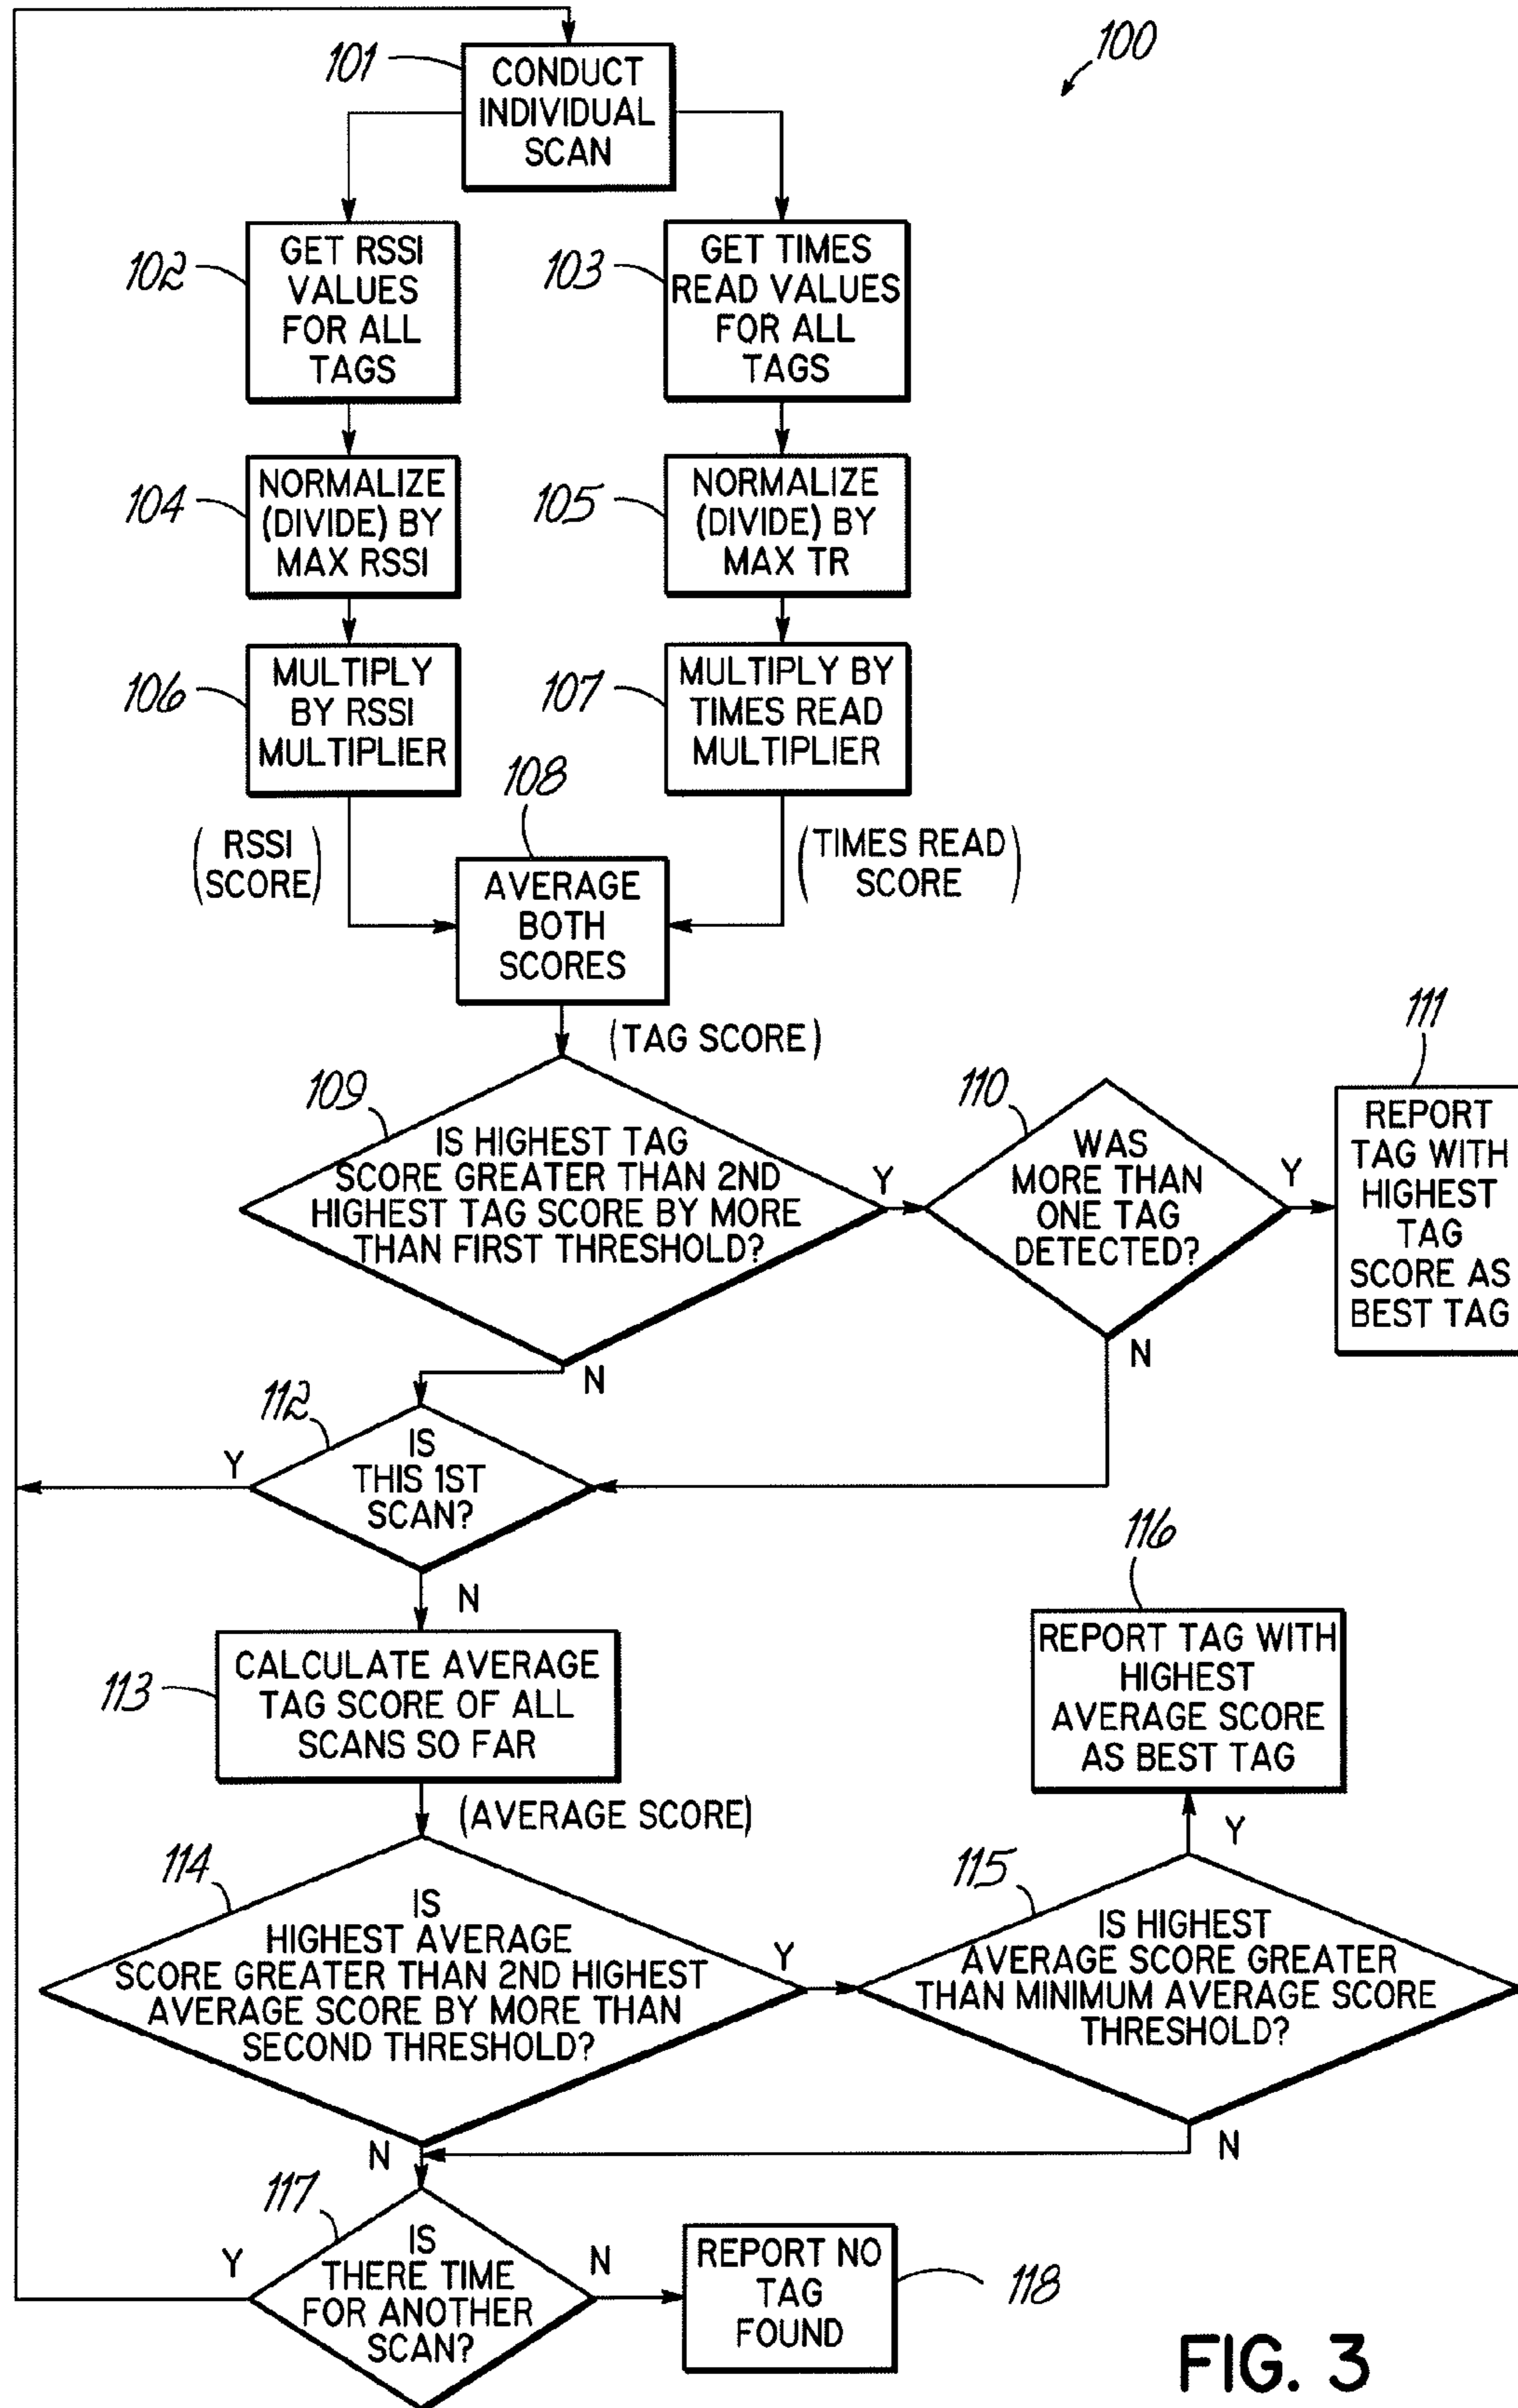 100
101
CONDUCT
INDIVIDUAL
SCAN
102
GET RSSI
VALUES
FOR ALL
TAGS
103
GET TIMES
READ VALUES
FOR ALL
TAGS
104
NORMALIZE
(DIVIDE) BY
MAX RSSI
105
NORMALIZE
(DIVIDE) BY
MAX TR
106
MULTIPLY
BY RSSI
MULTIPLIER
107
MULTIPLY BY
TIMES READ
MULTIPLIER
(RSSI
SCORE)
108
AVERAGE
BOTH
SCORES
(TIMES READ
SCORE)
(TAG SCORE)
109
IS HIGHEST TAG
SCORE GREATER THAN 2ND
HIGHEST TAG SCORE BY MORE
THAN FIRST THRESHOLD?
Y
N
110
WAS
MORE THAN
ONE TAG
DETECTED?
Y
N
111
REPORT
TAG WITH
HIGHEST
TAG
SCORE AS
BEST TAG
112
IS
THIS 1ST
SCAN?
Y
N
113
CALCULATE AVERAGE
TAG SCORE OF ALL
SCANS SO FAR
(AVERAGE SCORE)
114
IS
HIGHEST AVERAGE
SCORE GREATER THAN 2ND HIGHEST
AVERAGE SCORE BY MORE THAN
SECOND THRESHOLD?
Y
N
115
IS HIGHEST
AVERAGE SCORE GREATER
THAN MINIMUM AVERAGE SCORE
THRESHOLD?
Y
N
116
REPORT TAG WITH
HIGHEST
AVERAGE SCORE
AS BEST TAG
117
IS
THERE TIME
FOR ANOTHER
SCAN?
Y
N
REPORT NO
TAG
FOUND
118
FIG. 3